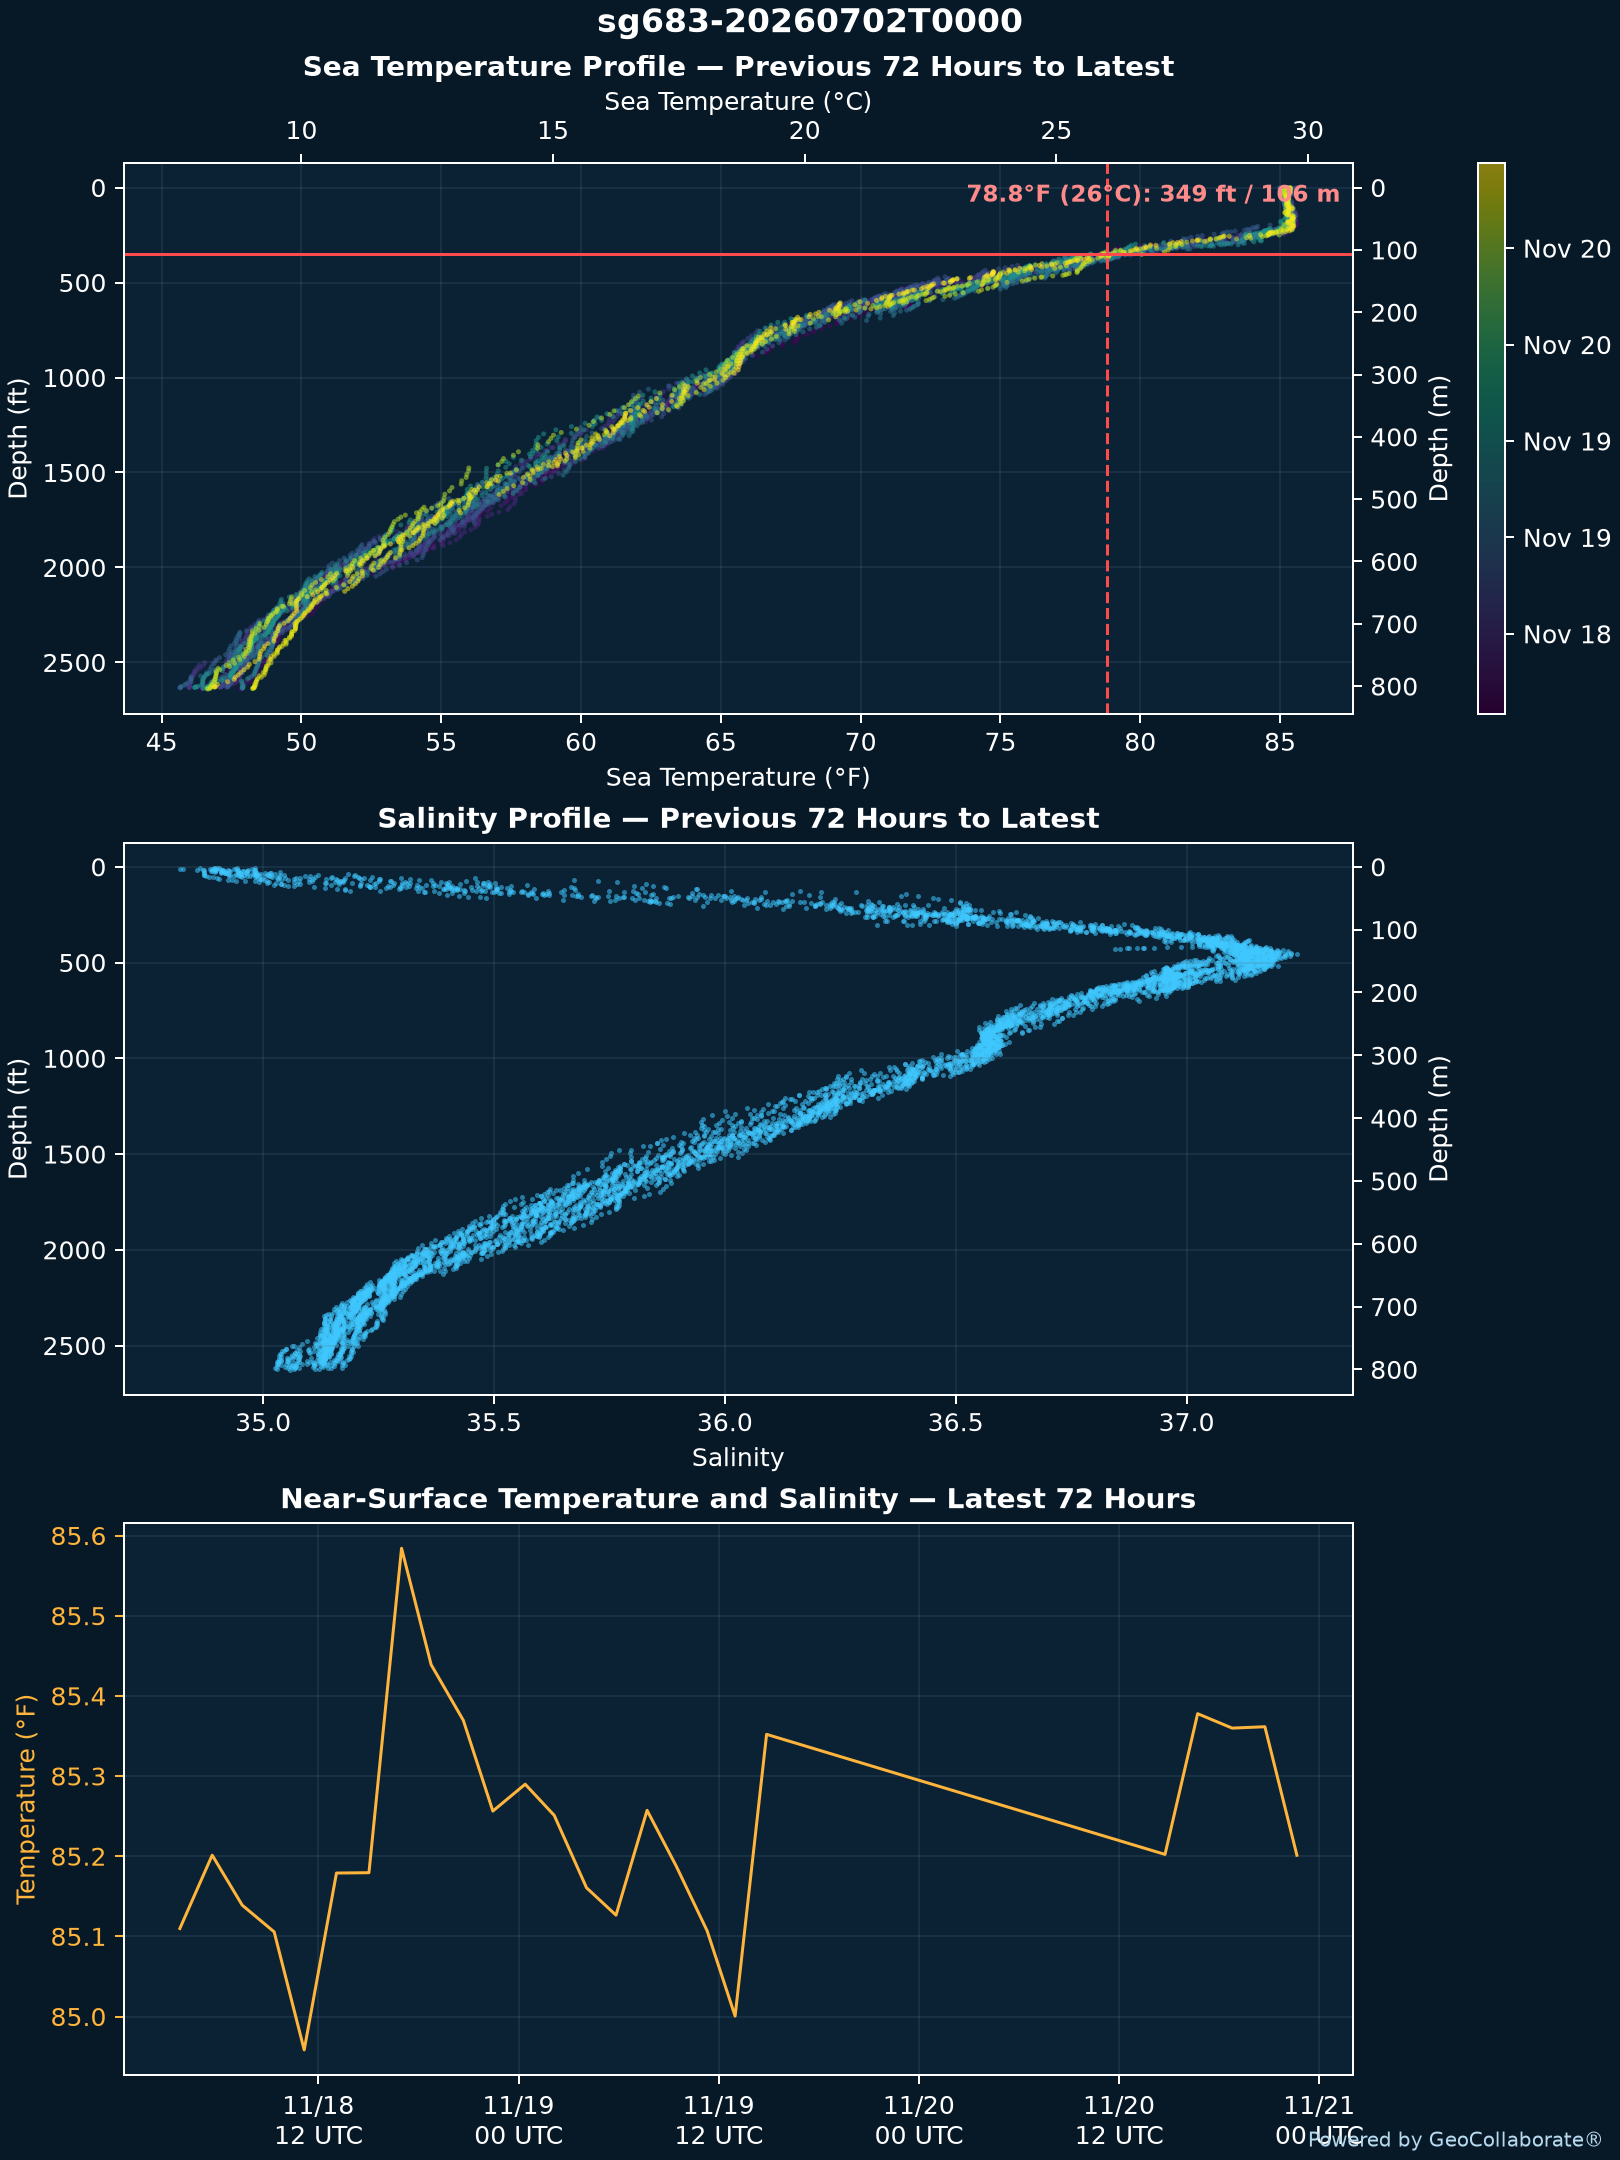 sg683-20260702T0000
Sea Temperature Profile — Previous 72 Hours to Latest
Sea Temperature (°C)
10 15 20 25 30
78.8°F (26°C): 349 ft / 106 m
Depth (ft)
0
500
1000
1500
2000
2500
Depth (m)
0
100
200
300
400
500
600
700
800
Nov 20
Nov 20
Nov 19
Nov 19
Nov 18
45 50 55 60 65 70 75 80 85
Sea Temperature (°F)
Salinity Profile — Previous 72 Hours to Latest
Depth (ft)
0
500
1000
1500
2000
2500
Depth (m)
0
100
200
300
400
500
600
700
800
35.0 35.5 36.0 36.5 37.0
Salinity
Near-Surface Temperature and Salinity — Latest 72 Hours
Temperature (°F)
85.6
85.5
85.4
85.3
85.2
85.1
85.0
11/18 11/19 11/19 11/20 11/20 11/21
12 UTC 00 UTC 12 UTC 00 UTC 12 UTC 00 UTC
Powered by GeoCollaborate®